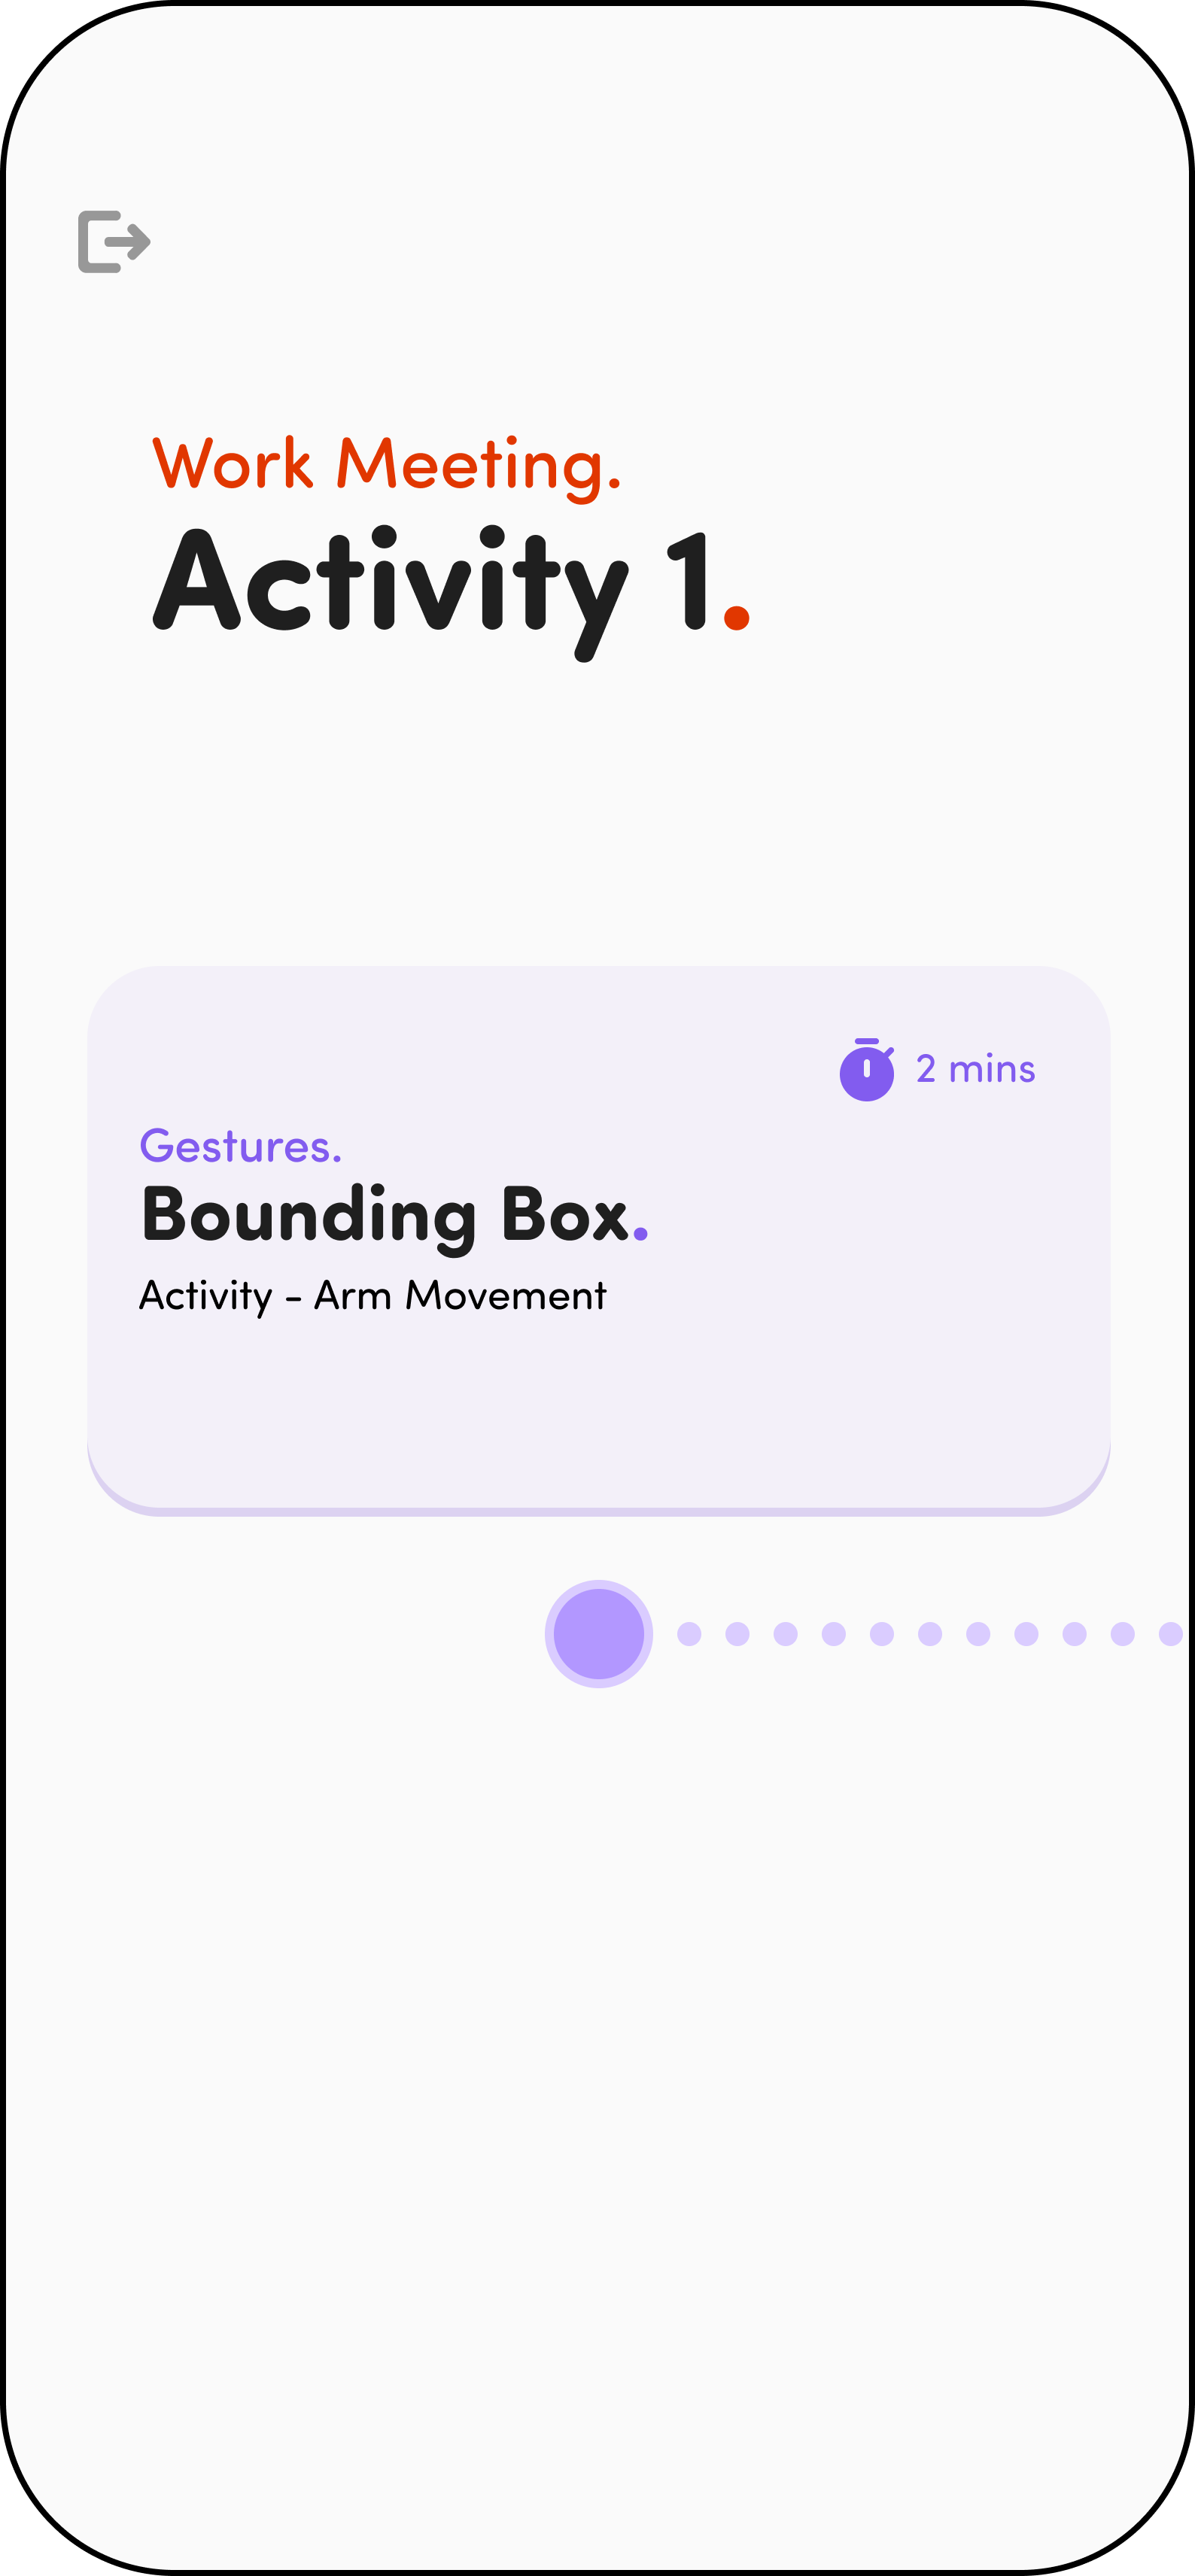 Work Meeting.
Activity 1.
2 mins
Gestures.
Bounding Box.
Activity - Arm Movement